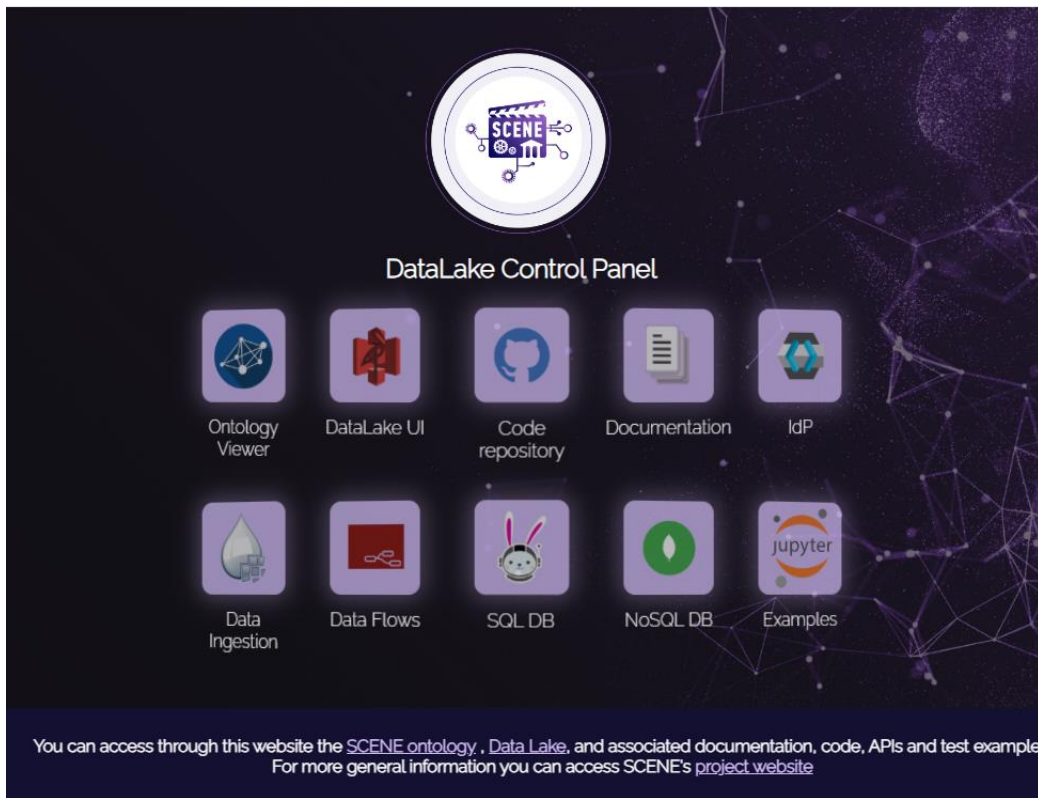 SCENE
DataLake Control Panel
Ontology
Viewer
DataLake UI
Code
repository
Documentation
IdP
Data
Ingestion
Data Flows
SQL DB
NoSQL DB
jupyter
Examples
You can access through this website the SCENE ontology , Data Lake, and associated documentation, code, APIs and test example
For more general information you can access SCENE's project website